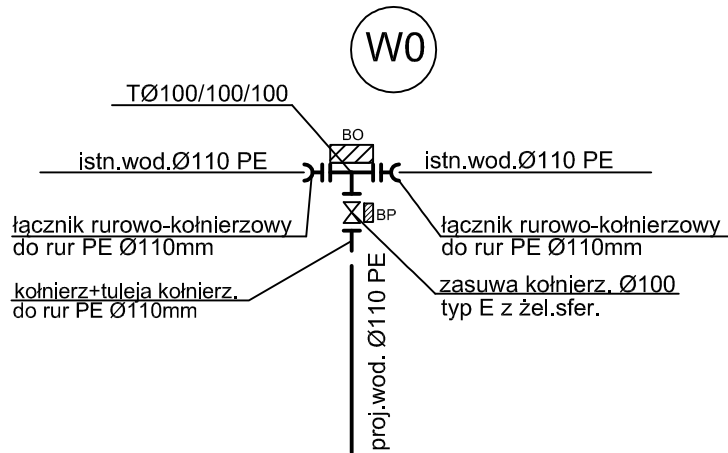 W0
TØ100/100/100
BO
istn.wod.Ø110 PE
istn.wod.Ø110 PE
BP
łącznik rurowo-kołnierzowy
do rur PE Ø110mm
łącznik rurowo-kołnierzowy
do rur PE Ø110mm
kołnierz+tuleja kołnierz.
do rur PE Ø110mm
zasuwa kołnierz. Ø100
typ E z żel.sfer.
proj.wod. Ø110 PE